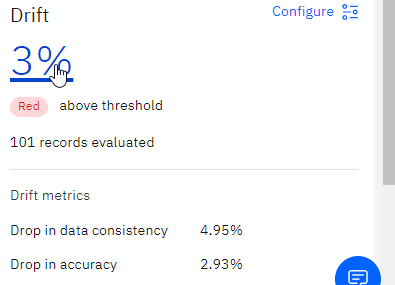 Drift Configure
3%
Red above threshold
101 records evaluated
Drift metrics
Drop in data consistency 4.95%
Drop in accuracy 2.93%